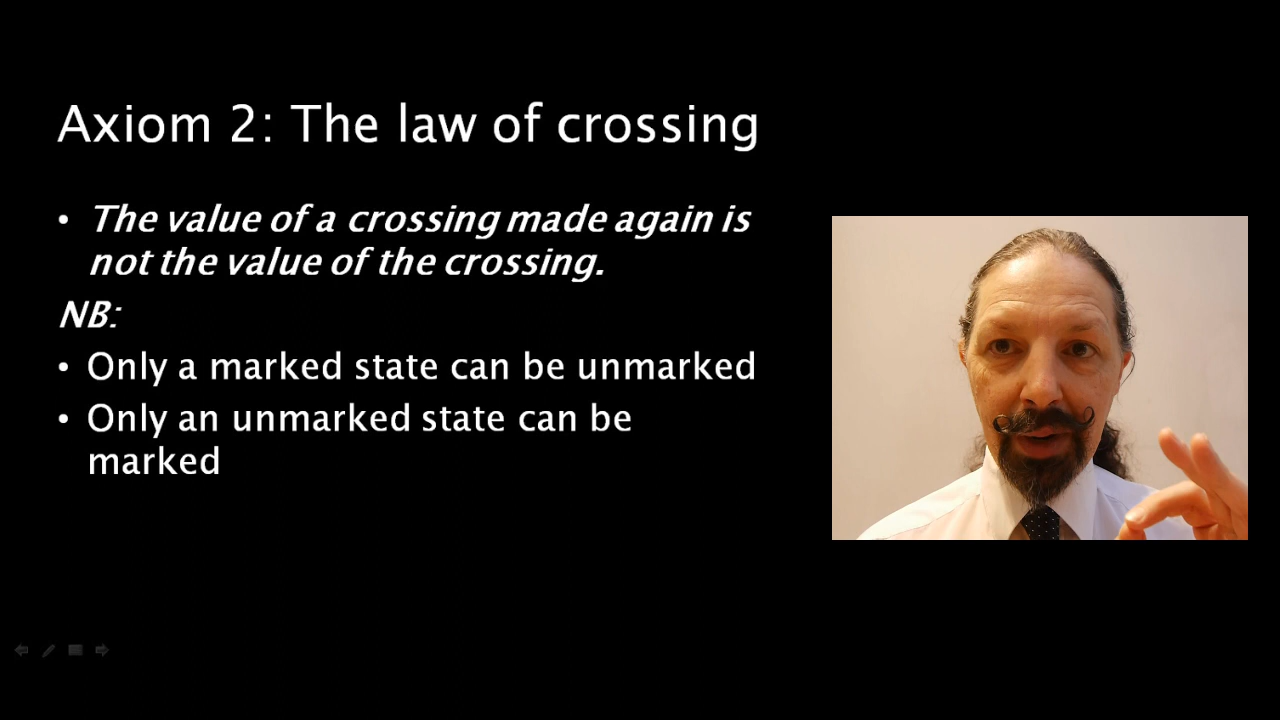 Axiom 2: The law of crossing
• The value of a crossing made again is
not the value of the crossing.
NB:
• Only a marked state can be unmarked
• Only an unmarked state can be
marked